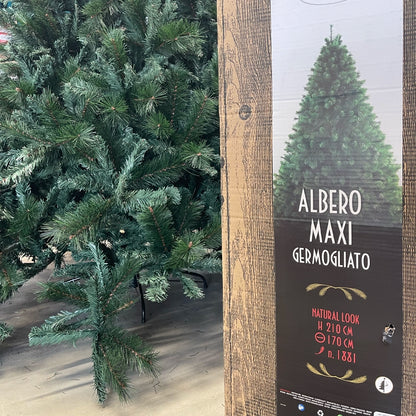 ALBERO
MAXI
GERMOGLIATO
NATURAL LOOK
H 210 CM
170 CM
n. 1881